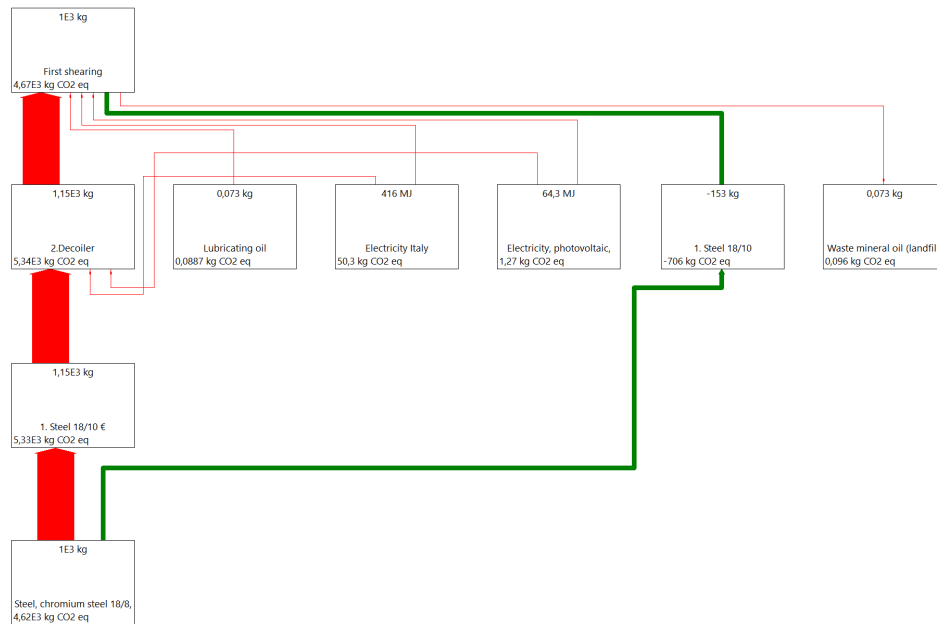 1E3 kg
First shearing
4,67E3 kg CO2 eq
1,15E3 kg
2.Decoiler
5,34E3 kg CO2 eq
0,073 kg
Lubricating oil
0,0887 kg CO2 eq
416 MJ
Electricity Italy
50,3 kg CO2 eq
64,3 MJ
Electricity, photovoltaic,
1,27 kg CO2 eq
-153 kg
1. Steel 18/10
-706 kg CO2 eq
0,073 kg
Waste mineral oil (landfil
0,096 kg CO2 eq
1,15E3 kg
1. Steel 18/10 €
5,33E3 kg CO2 eq
1E3 kg
Steel, chromium steel 18/8,
4,62E3 kg CO2 eq